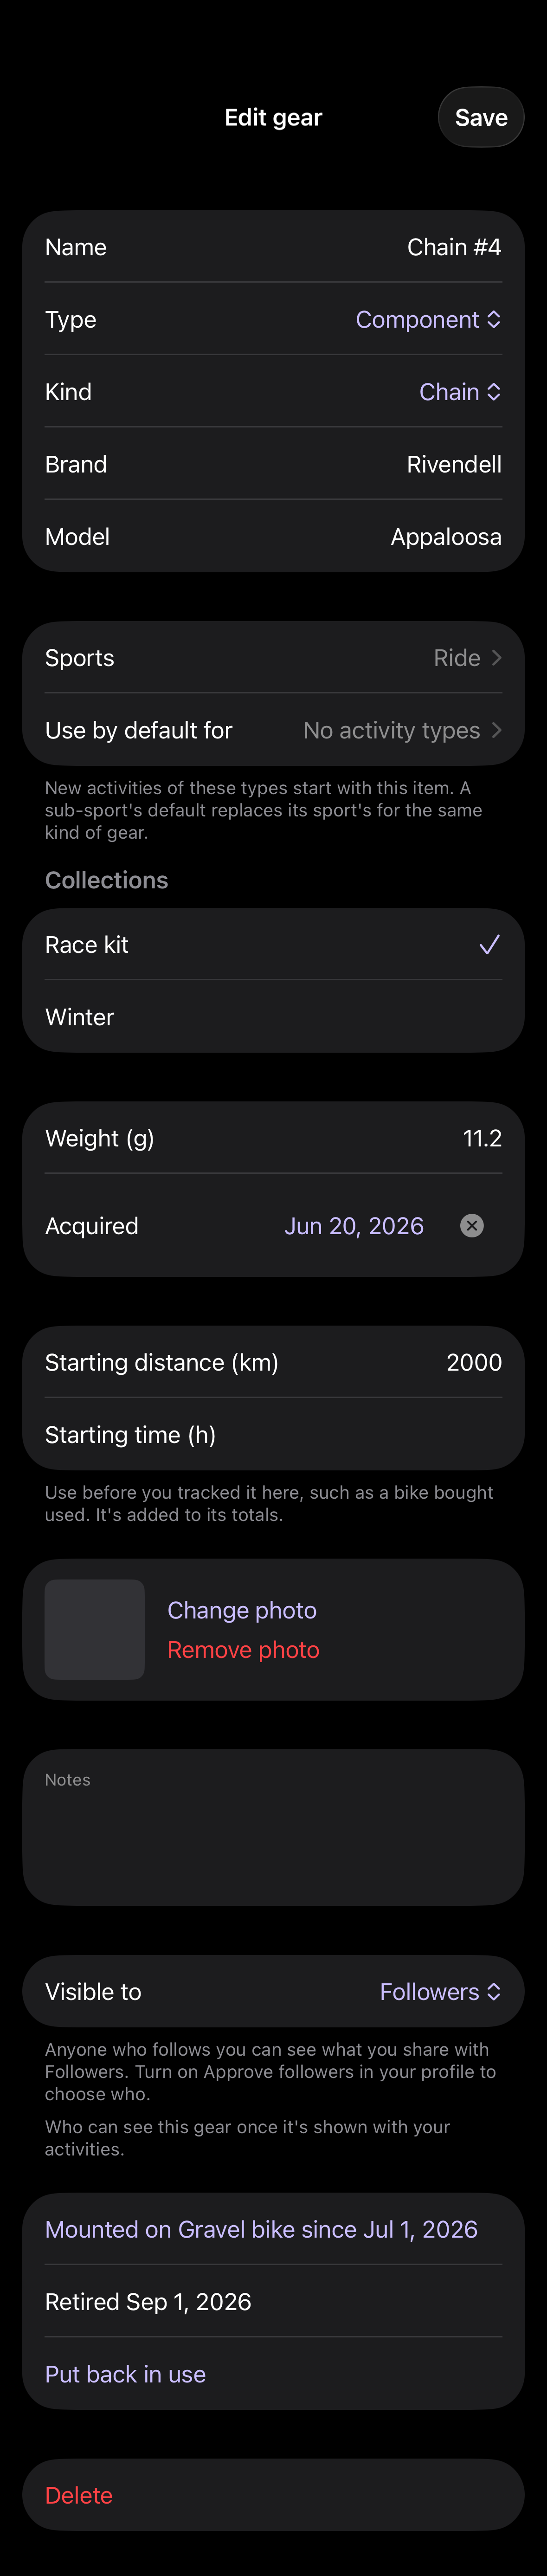 Edit gear
Save
Name
Chain #4
Type
Component
Kind
Chain
Brand
Rivendell
Model
Appaloosa
Sports
Ride
Use by default for
No activity types
New activities of these types start with this item. A
sub-sport's default replaces its sport's for the same
kind of gear.
Collections
Race kit
Winter
Weight (g)
11.2
Acquired
Jun 20, 2026
Starting distance (km)
2000
Starting time (h)
Use before you tracked it here, such as a bike bought
used. It's added to its totals.
Change photo
Remove photo
Notes
Visible to
Followers
Anyone who follows you can see what you share with
Followers. Turn on Approve followers in your profile to
choose who.
Who can see this gear once it's shown with your
activities.
Mounted on Gravel bike since Jul 1, 2026
Retired Sep 1, 2026
Put back in use
Delete